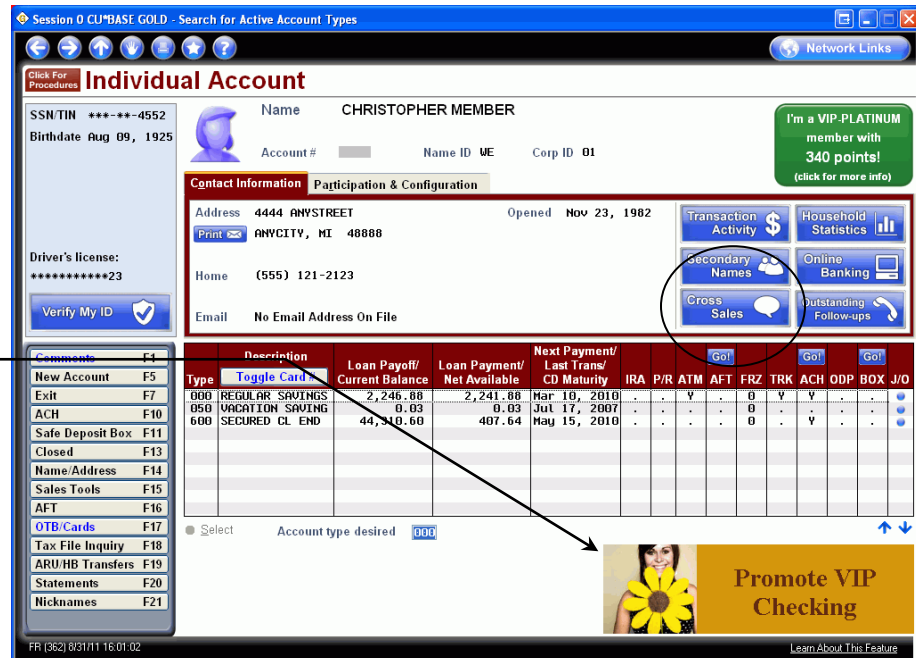 Session 0 CU*BASE GOLD - Search for Active Account Types
Network Links
Click For Procedures
Individual Account
SSN/TIN ***-**-4552
Birthdate Aug 09, 1925
Driver's license:
***********23
Verify My ID
Name CHRISTOPHER MEMBER
Account # Name ID WE Corp ID 01
I'm a VIP-PLATINUM
member with
340 points!
(click for more info)
Contact Information Participation & Configuration
Address 4444 ANYSTREET Opened Nov 23, 1982
Print ANYCITY, MI 48888
Home (555) 121-2123
Email No Email Address On File
Transaction Activity $
Household Statistics
Secondary Names
Online Banking
Cross Sales
Outstanding Follow-ups
Comments F1
New Account F5
Exit F7
ACH F10
Safe Deposit Box F11
Closed F13
Name/Address F14
Sales Tools F15
AFT F16
OTB/Cards F17
Tax File Inquiry F18
ARU/HB Transfers F19
Statements F20
Nicknames F21
Go! Go! Go!
Type Description Toggle Card # Loan Payoff/ Current Balance Loan Payment/ Net Available Next Payment/ Last Trans/ CD Maturity IRA P/R ATM AFT FRZ TRK ACH ODP BOX J/O
000 REGULAR SAVINGS 2,246.88 2,241.88 Mar 10, 2010 . . Y . 0 Y Y . .
050 VACATION SAVING 0.03 0.03 Jul 17, 2007 . . . . 0 . . . .
600 SECURED CL END 44,910.60 407.64 May 15, 2010 . . . . 0 . Y . .
Select Account type desired 000
Promote VIP
Checking
FR (362) 8/31/11 16:01:02
Learn About This Feature